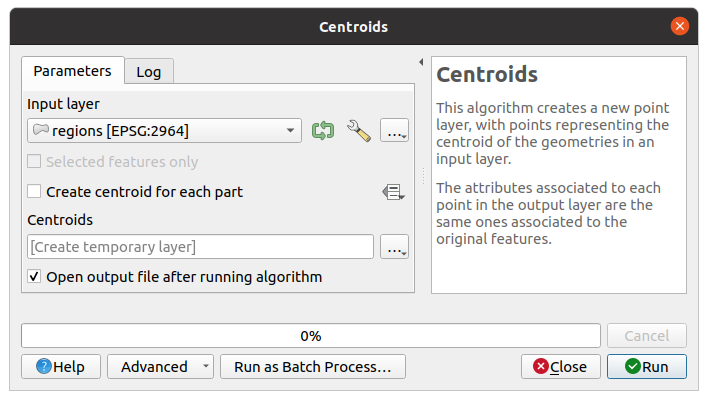 Centroids
Parameters
Log
Input layer
regions [EPSG:2964]
...
Selected features only
Create centroid for each part
Centroids
[Create temporary layer]
...
Open output file after running algorithm
Centroids
This algorithm creates a new point
layer, with points representing the
centroid of the geometries in an
input layer.
The attributes associated to each
point in the output layer are the
same ones associated to the
original features.
0%
Cancel
Help
Advanced
Run as Batch Process...
Close
Run